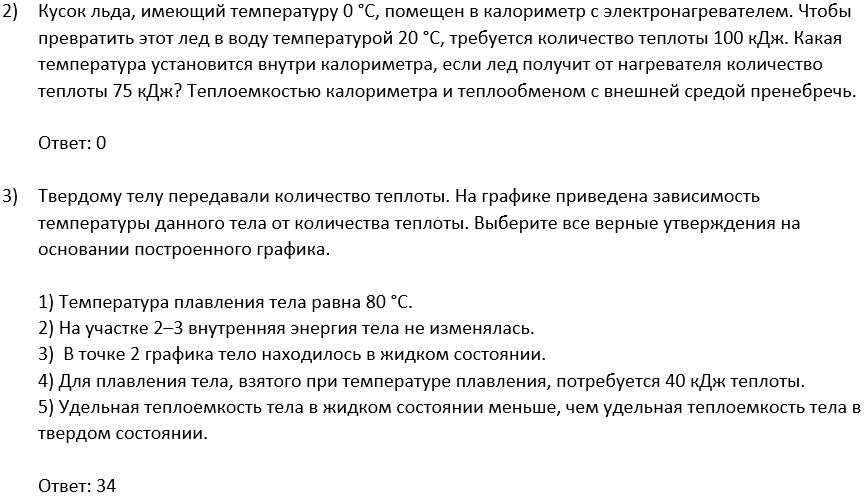 2) Кусок льда, имеющий температуру 0 °C, помещен в калориметр с электронагревателем. Чтобы
превратить этот лед в воду температурой 20 °C, требуется количество теплоты 100 кДж. Какая
температура установится внутри калориметра, если лед получит от нагревателя количество
теплоты 75 кДж? Теплоемкостью калориметра и теплообменом с внешней средой пренебречь.
Ответ: 0
3) Твердому телу передавали количество теплоты. На графике приведена зависимость
температуры данного тела от количества теплоты. Выберите все верные утверждения на
основании построенного графика.
1) Температура плавления тела равна 80 °C.
2) На участке 2–3 внутренняя энергия тела не изменялась.
3) В точке 2 графика тело находилось в жидком состоянии.
4) Для плавления тела, взятого при температуре плавления, потребуется 40 кДж теплоты.
5) Удельная теплоемкость тела в жидком состоянии меньше, чем удельная теплоемкость тела в
твердом состоянии.
Ответ: 34